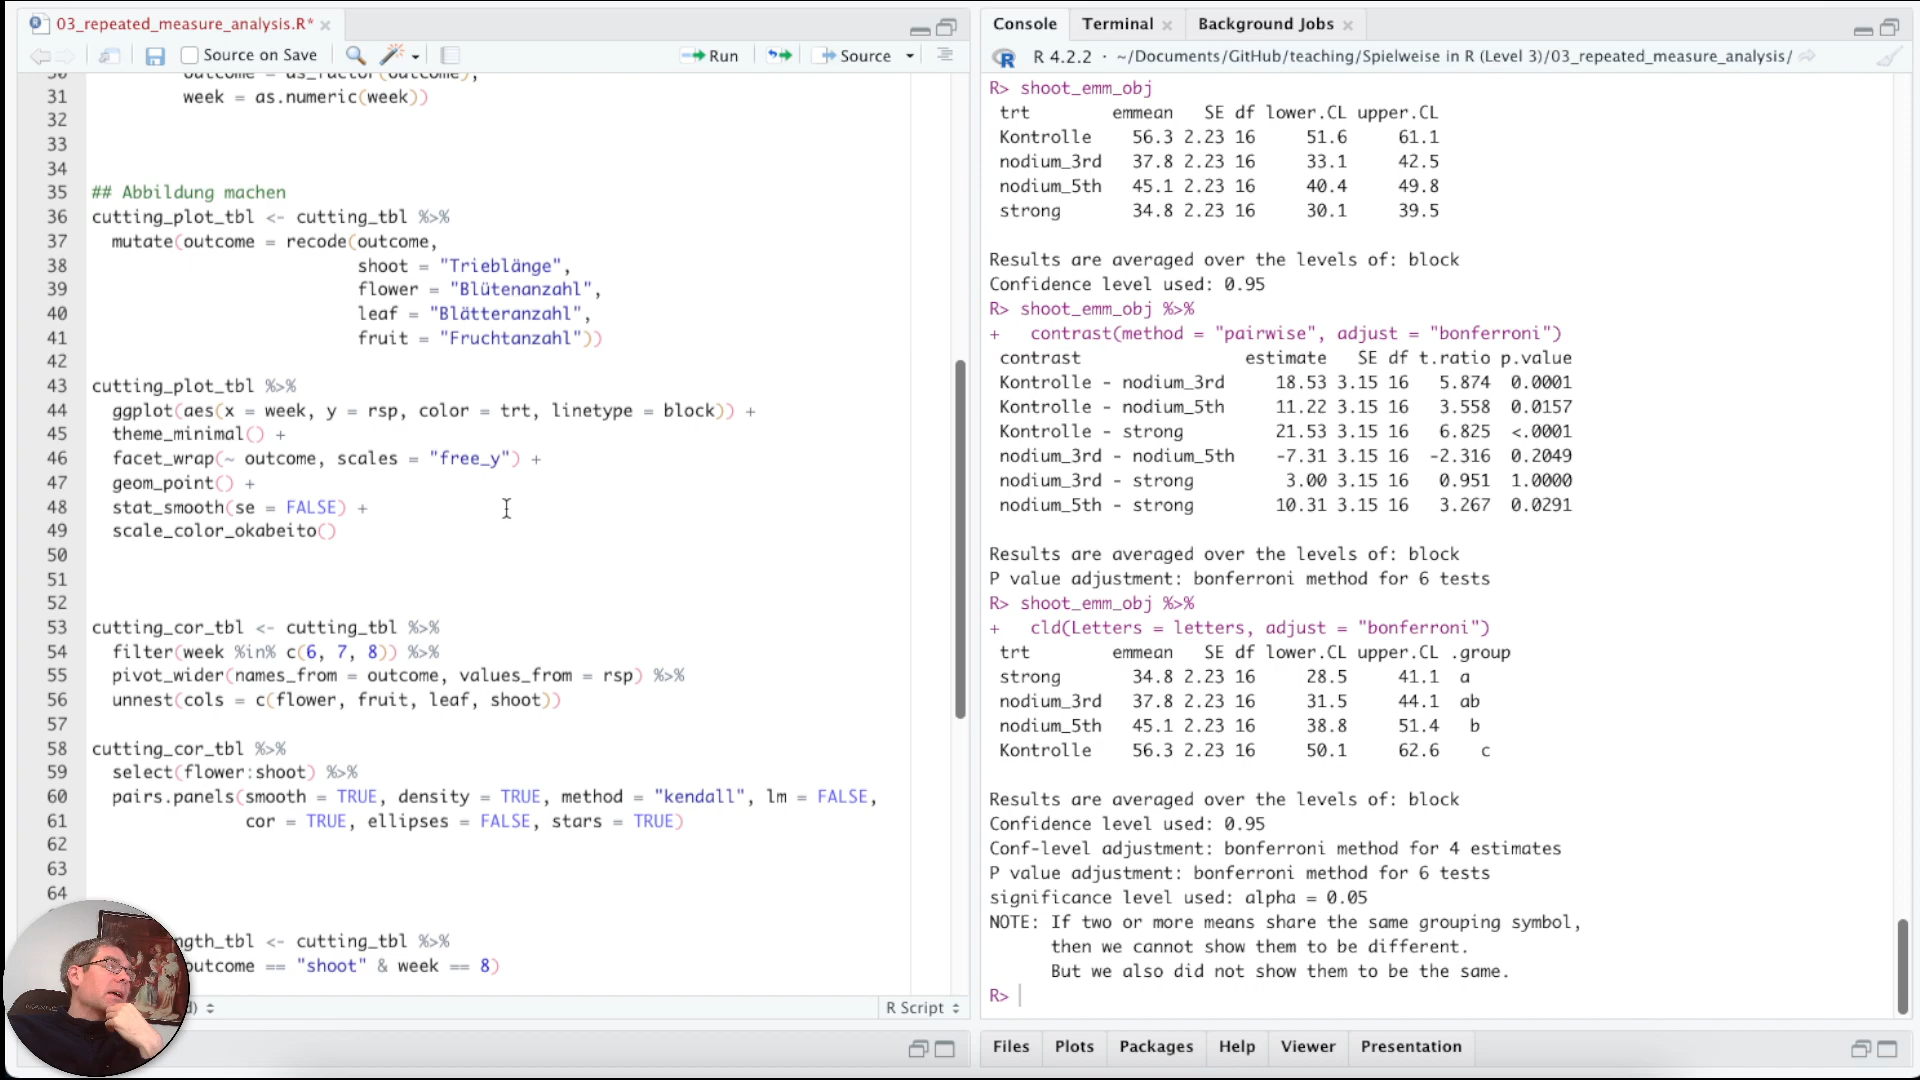 03_repeated_measure_analysis.R*
Source on Save
Run
Source
outcome = as_factor(outcome),
31 week = as.numeric(week))
32
33
34
35 ## Abbildung machen
36 cutting_plot_tbl <- cutting_tbl %>%
37 mutate(outcome = recode(outcome,
38 shoot = "Trieblänge",
39 flower = "Blütenanzahl",
40 leaf = "Blätteranzahl",
41 fruit = "Fruchtanzahl"))
42
43 cutting_plot_tbl %>%
44 ggplot(aes(x = week, y = rsp, color = trt, linetype = block)) +
45 theme_minimal() +
46 facet_wrap(~ outcome, scales = "free_y") +
47 geom_point() +
48 stat_smooth(se = FALSE) +
49 scale_color_okabeito()
50
51
52
53 cutting_cor_tbl <- cutting_tbl %>%
54 filter(week %in% c(6, 7, 8)) %>%
55 pivot_wider(names_from = outcome, values_from = rsp) %>%
56 unnest(cols = c(flower, fruit, leaf, shoot))
57
58 cutting_cor_tbl %>%
59 select(flower:shoot) %>%
60 pairs.panels(smooth = TRUE, density = TRUE, method = "kendall", lm = FALSE,
61 cor = TRUE, ellipses = FALSE, stars = TRUE)
62
63
64
ngth_tbl <- cutting_tbl %>%
outcome == "shoot" & week == 8)
R Script
Console Terminal Background Jobs
R 4.2.2 · ~/Documents/GitHub/teaching/Spielweise in R (Level 3)/03_repeated_measure_analysis/
R> shoot_emm_obj
trt emmean SE df lower.CL upper.CL
Kontrolle 56.3 2.23 16 51.6 61.1
nodium_3rd 37.8 2.23 16 33.1 42.5
nodium_5th 45.1 2.23 16 40.4 49.8
strong 34.8 2.23 16 30.1 39.5
Results are averaged over the levels of: block
Confidence level used: 0.95
R> shoot_emm_obj %>%
+ contrast(method = "pairwise", adjust = "bonferroni")
contrast estimate SE df t.ratio p.value
Kontrolle - nodium_3rd 18.53 3.15 16 5.874 0.0001
Kontrolle - nodium_5th 11.22 3.15 16 3.558 0.0157
Kontrolle - strong 21.53 3.15 16 6.825 <.0001
nodium_3rd - nodium_5th -7.31 3.15 16 -2.316 0.2049
nodium_3rd - strong 3.00 3.15 16 0.951 1.0000
nodium_5th - strong 10.31 3.15 16 3.267 0.0291
Results are averaged over the levels of: block
P value adjustment: bonferroni method for 6 tests
R> shoot_emm_obj %>%
+ cld(Letters = letters, adjust = "bonferroni")
trt emmean SE df lower.CL upper.CL .group
strong 34.8 2.23 16 28.5 41.1 a
nodium_3rd 37.8 2.23 16 31.5 44.1 ab
nodium_5th 45.1 2.23 16 38.8 51.4 b
Kontrolle 56.3 2.23 16 50.1 62.6 c
Results are averaged over the levels of: block
Confidence level used: 0.95
Conf-level adjustment: bonferroni method for 4 estimates
P value adjustment: bonferroni method for 6 tests
significance level used: alpha = 0.05
NOTE: If two or more means share the same grouping symbol,
then we cannot show them to be different.
But we also did not show them to be the same.
R>
Files Plots Packages Help Viewer Presentation